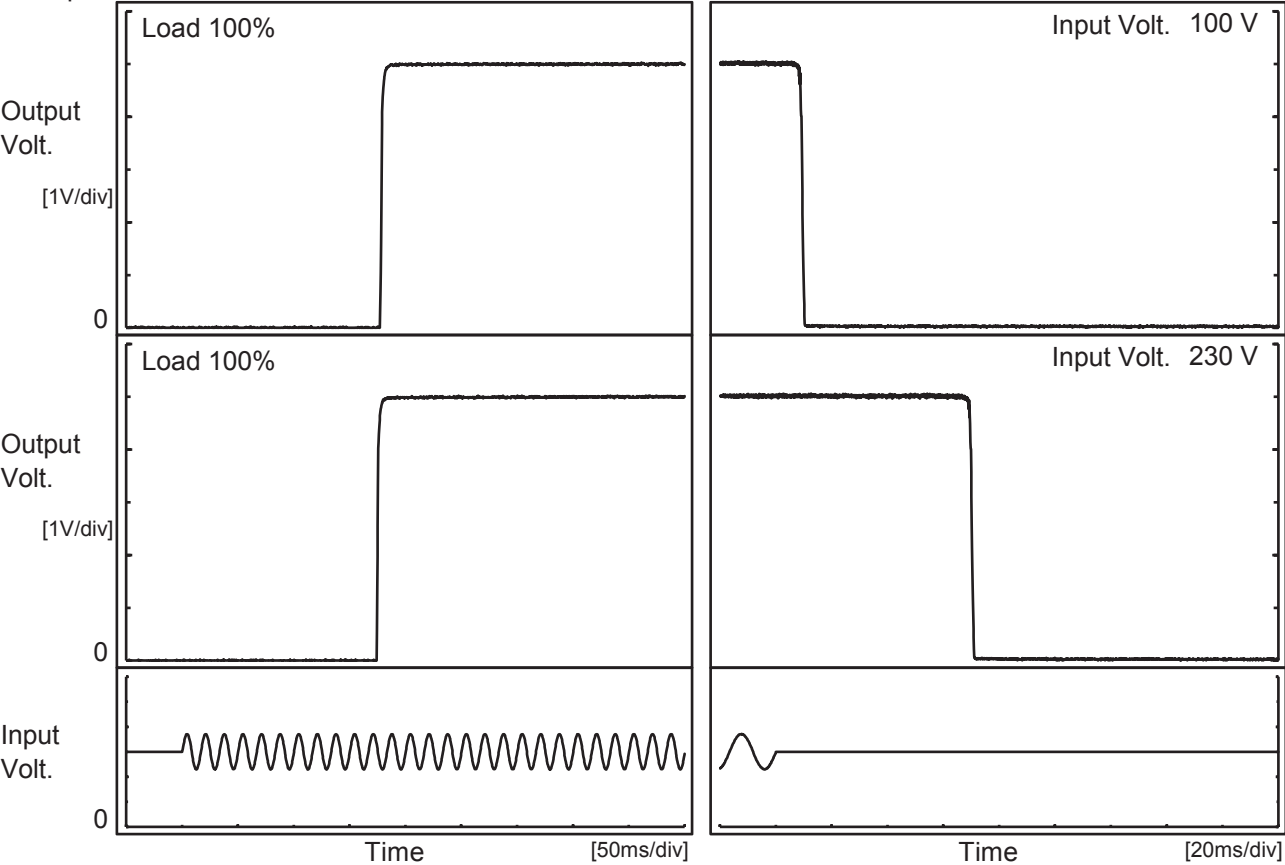 Load 100%
Input Volt. 100 V
Output
Volt.
[1V/div]
0
Load 100%
Input Volt. 230 V
Output
Volt.
[1V/div]
0
Input
Volt.
0
Time [50ms/div]
Time [20ms/div]